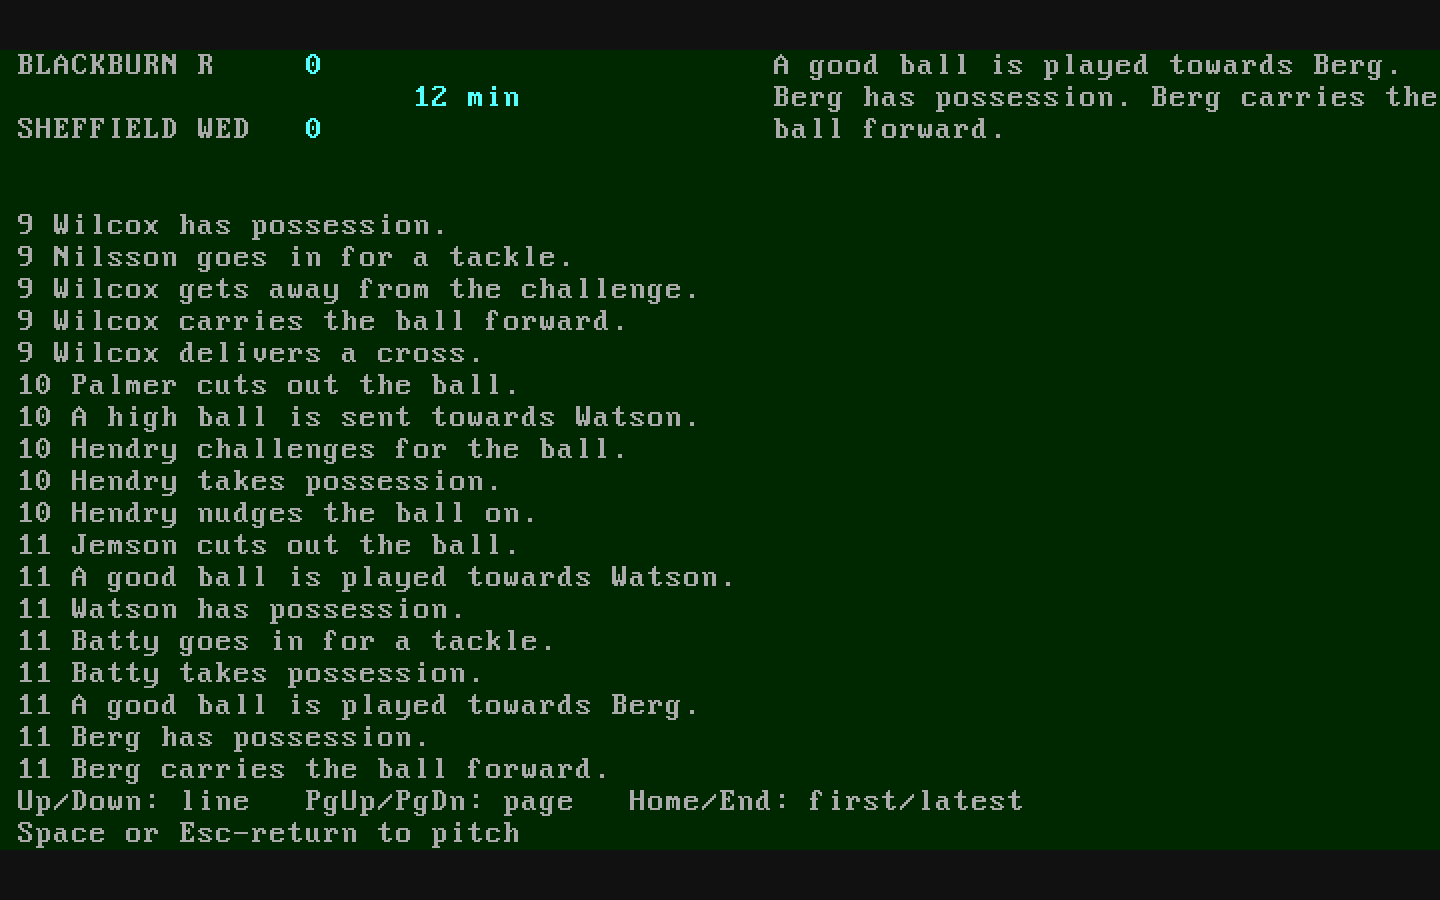 BLACKBURN R 0
12 min
SHEFFIELD WED 0
A good ball is played towards Berg.
Berg has possession. Berg carries the
ball forward.
9 Wilcox has possession.
9 Nilsson goes in for a tackle.
9 Wilcox gets away from the challenge.
9 Wilcox carries the ball forward.
9 Wilcox delivers a cross.
10 Palmer cuts out the ball.
10 A high ball is sent towards Watson.
10 Hendry challenges for the ball.
10 Hendry takes possession.
10 Hendry nudges the ball on.
11 Jemson cuts out the ball.
11 A good ball is played towards Watson.
11 Watson has possession.
11 Batty goes in for a tackle.
11 Batty takes possession.
11 A good ball is played towards Berg.
11 Berg has possession.
11 Berg carries the ball forward.
Up/Down: line PgUp/PgDn: page Home/End: first/latest
Space or Esc-return to pitch